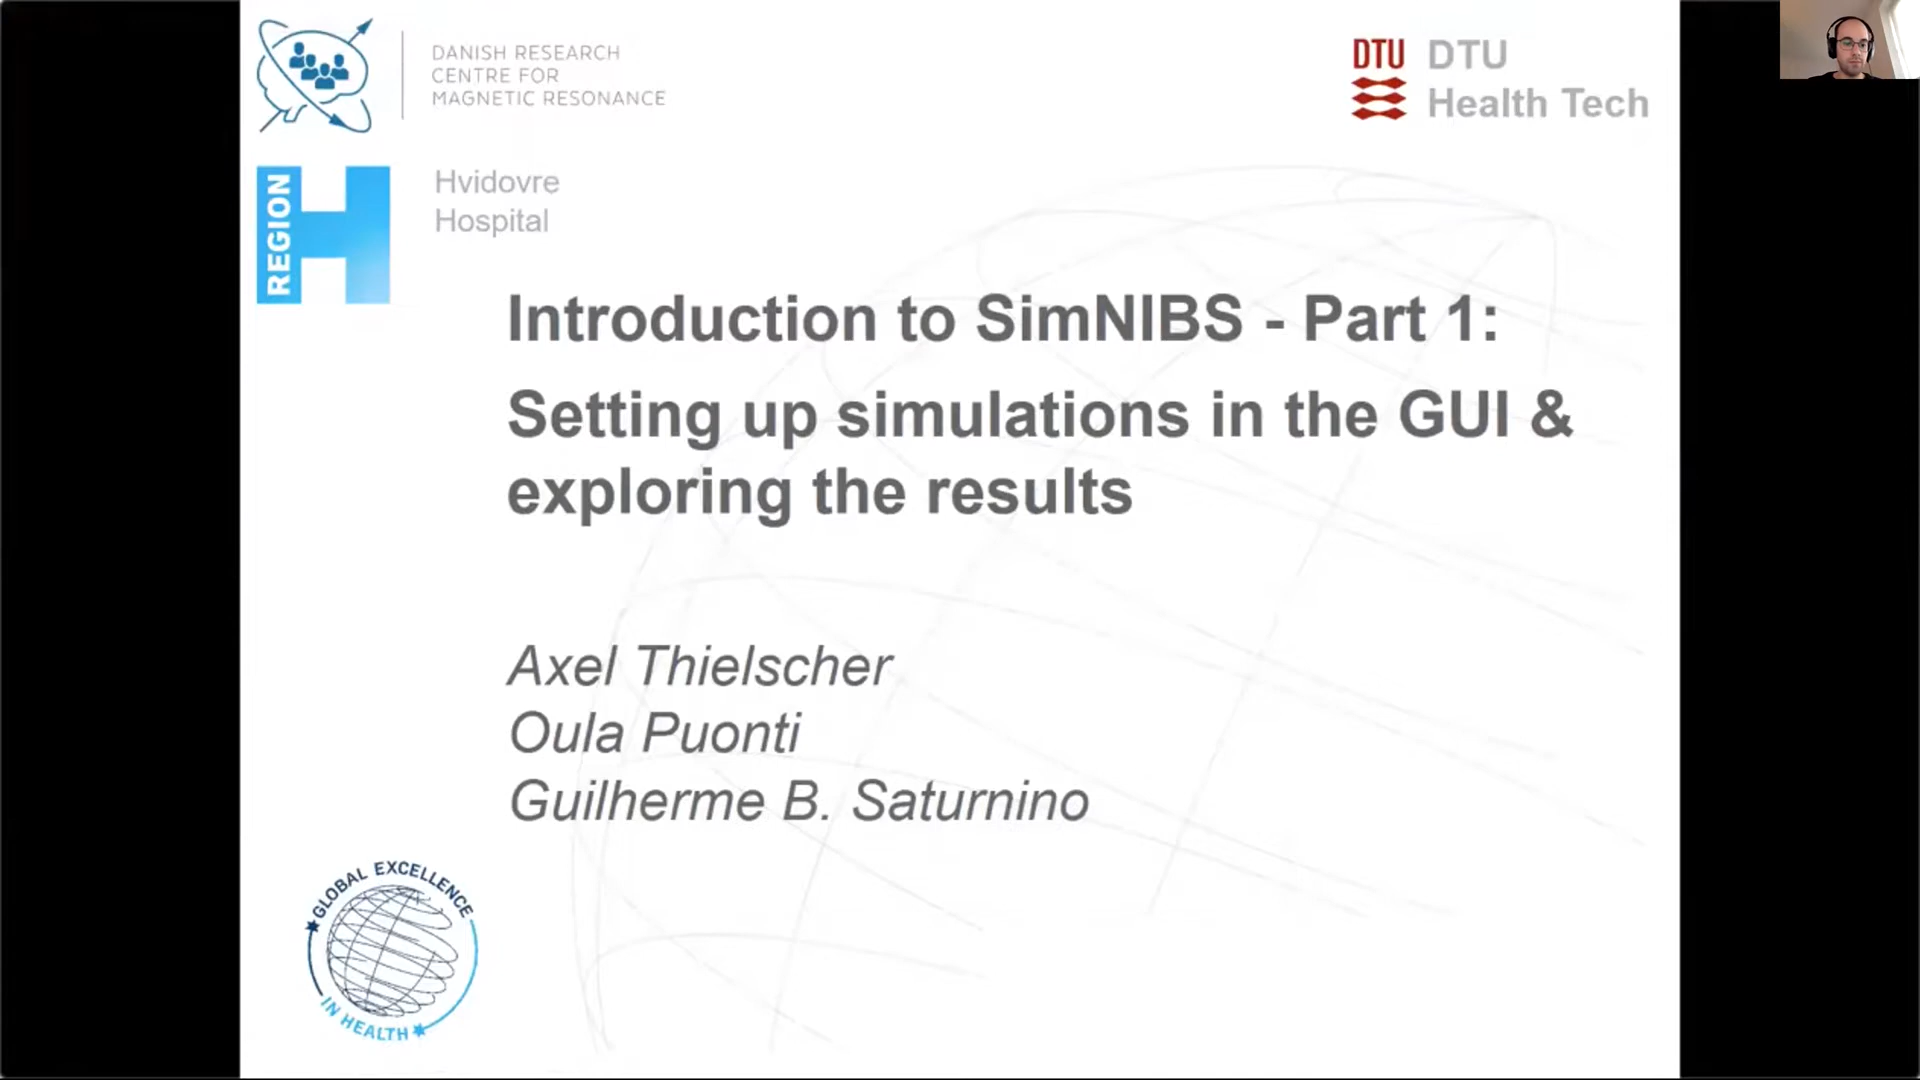 DANISH RESEARCH
CENTRE FOR
MAGNETIC RESONANCE
DTU
DTU
Health Tech
REGION
H
Hvidovre
Hospital
Introduction to SimNIBS - Part 1:
Setting up simulations in the GUI &
exploring the results
Axel Thielscher
Oula Puonti
Guilherme B. Saturnino
GLOBAL EXCELLENCE
IN HEALTH